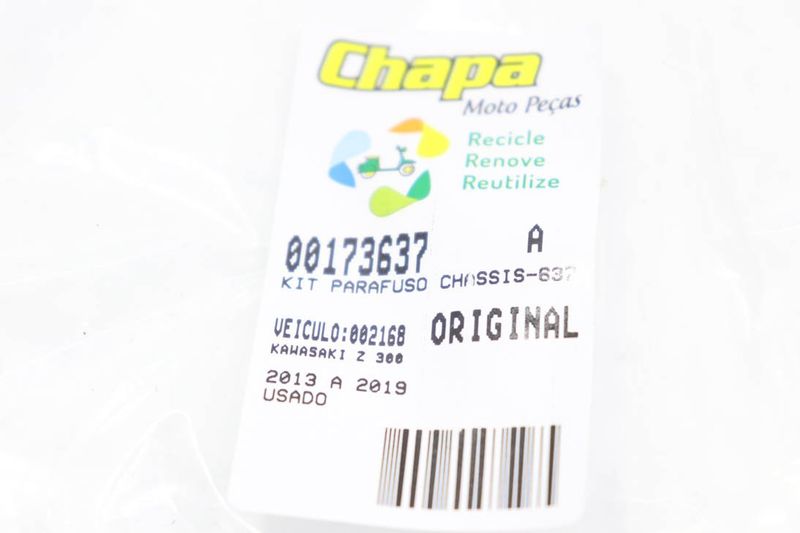 Chapa
Moto Peças
Recicle
Renove
Reutilize
00173637 A
KIT PARAFUSO CHASSIS-637
VEICULO:002168 ORIGINAL
KAWASAKI Z 300
2013 A 2019
USADO